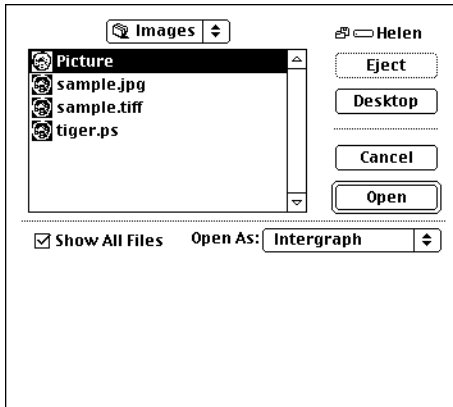 Images
Helen
Picture
sample.jpg
sample.tiff
tiger.ps
Eject
Desktop
Cancel
Open
Show All Files
Open As: Intergraph